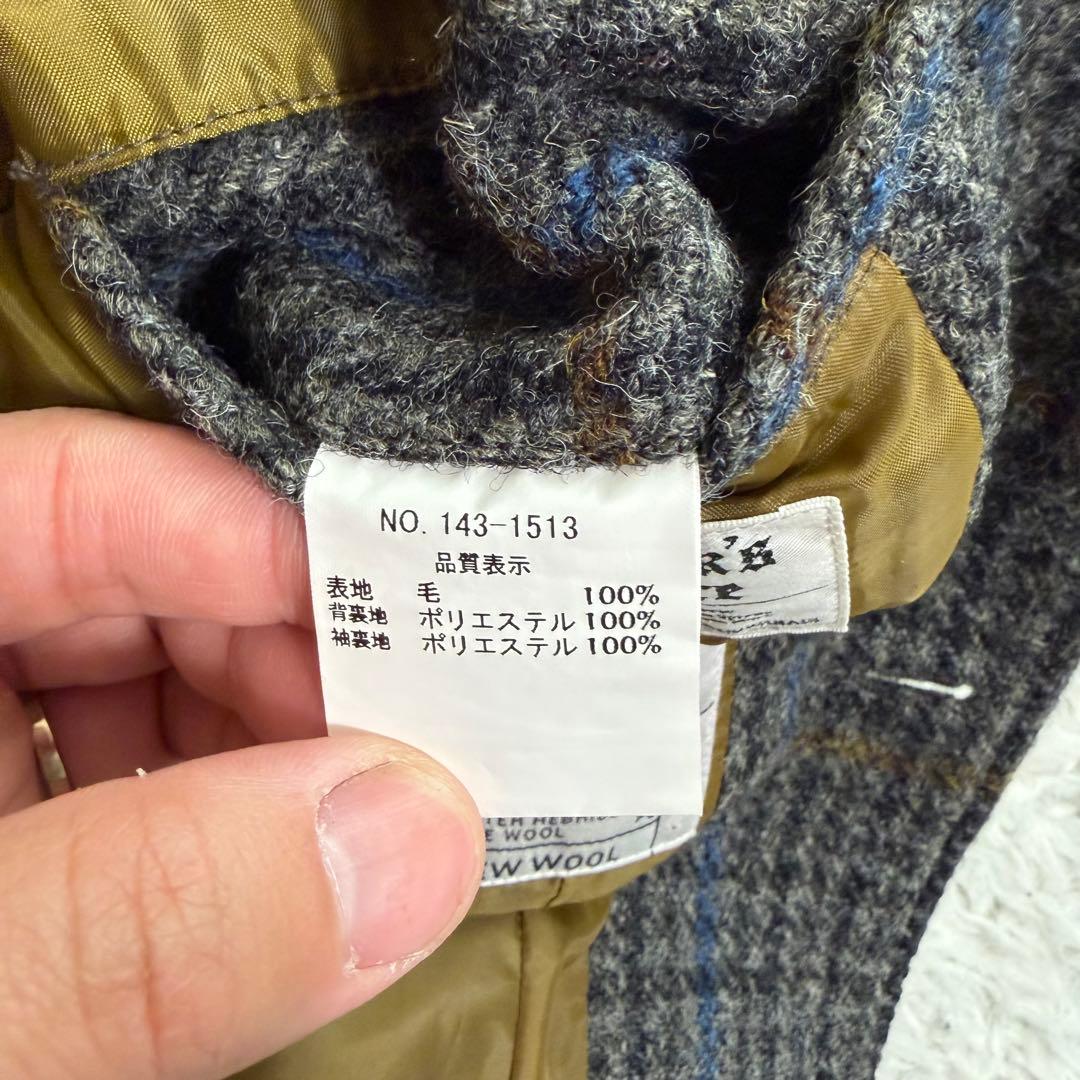 NO. 143-1513
品質表示
表地 毛 100%
背裏地 ポリエステル 100%
袖裏地 ポリエステル 100%
'S
WOOL
WOOL